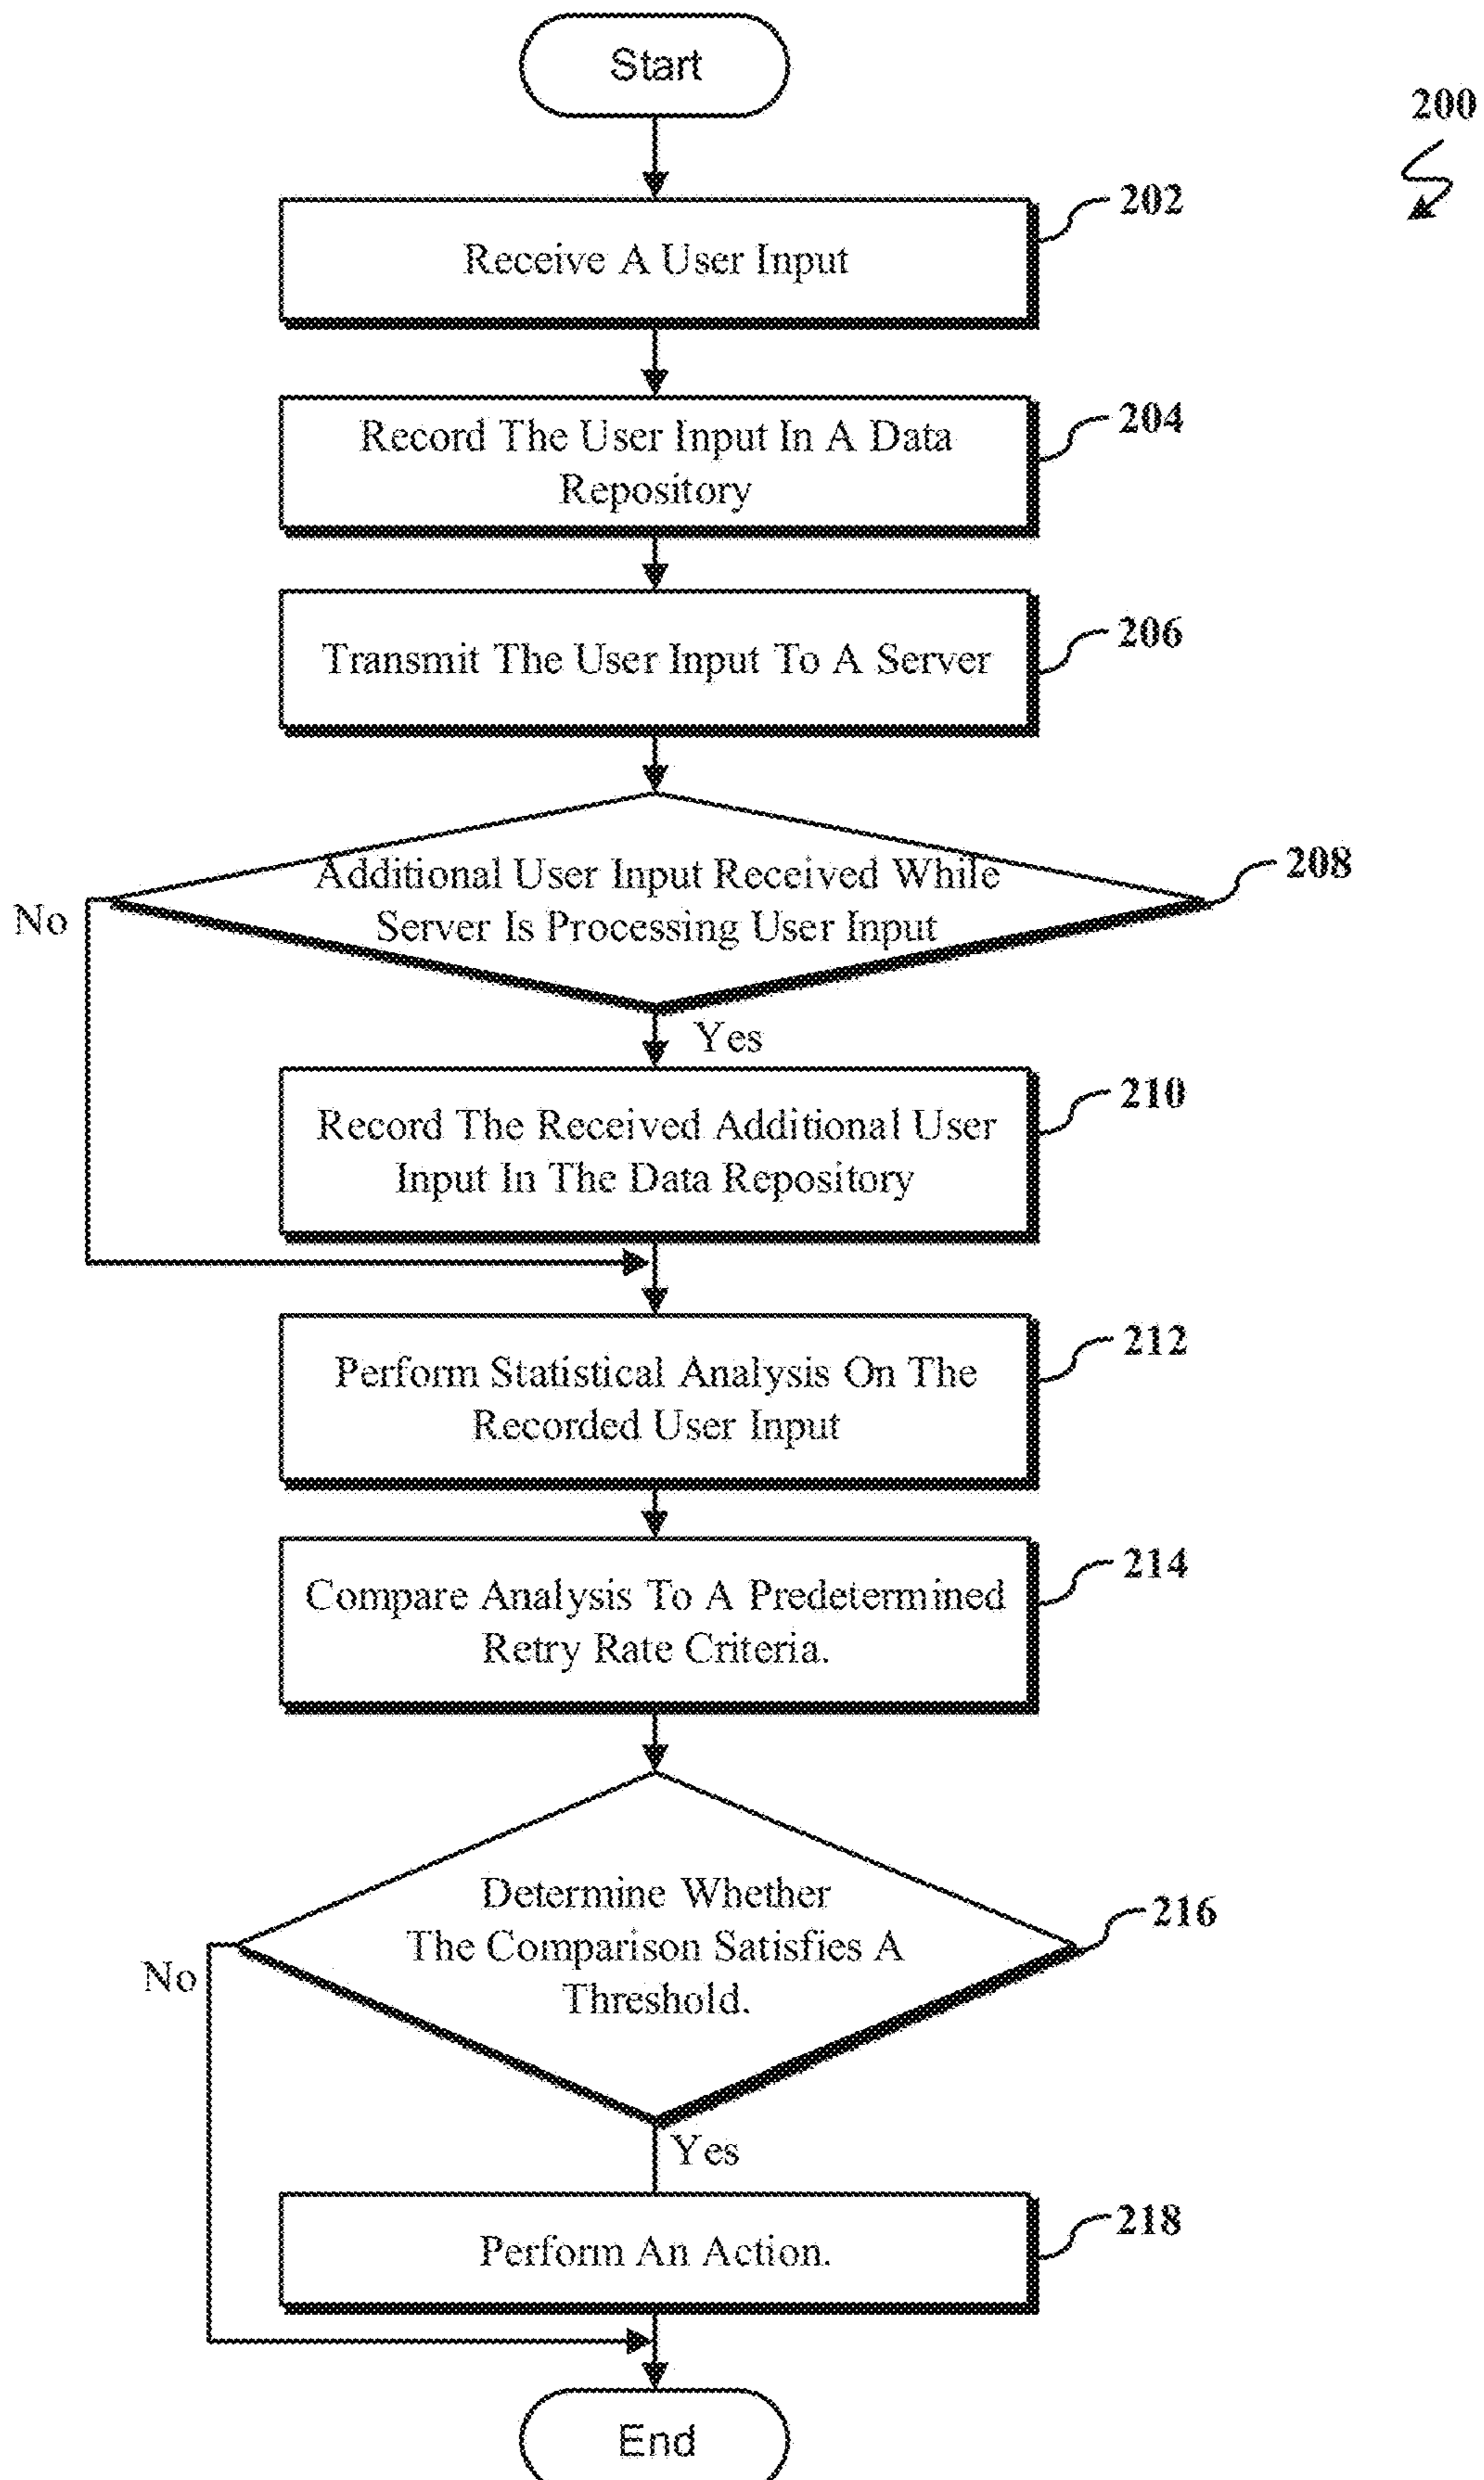 Start
200
202
Receive A User Input
204
Record The User Input In A Data
Repository
206
Transmit The User Input To A Server
208
Additional User Input Received While
Server Is Processing User Input
No
Yes
210
Record The Received Additional User
Input In The Data Repository
212
Perform Statistical Analysis On The
Recorded User Input
214
Compare Analysis To A Predetermined
Retry Rate Criteria.
216
Determine Whether
The Comparison Satisfies A
Threshold.
No
Yes
218
Perform An Action.
End